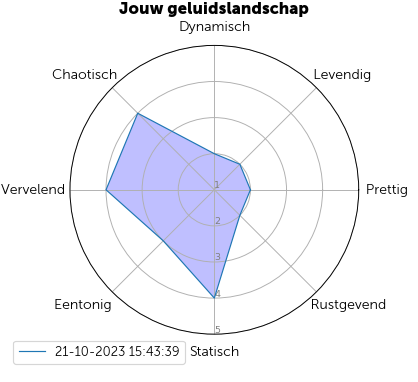 Jouw geluidslandschap
Dynamisch
Chaotisch
Levendig
Vervelend
1
Prettig
2
3
Eentonig
4
Rustgevend
5
21-10-2023 15:43:39
Statisch